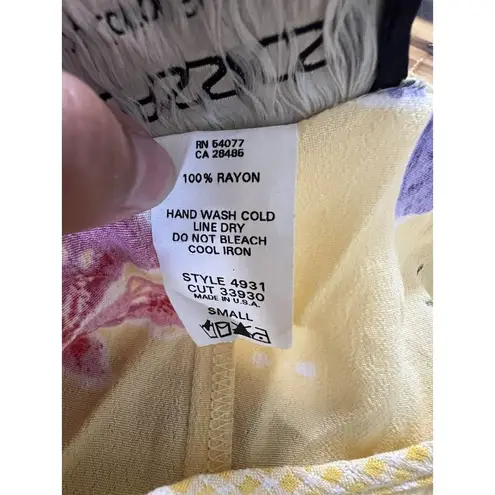 RN 54077
CA 28485
100% RAYON
HAND WASH COLD
LINE DRY
DO NOT BLEACH
COOL IRON
STYLE 4931
CUT 33930
MADE IN U.S.A.
SMALL